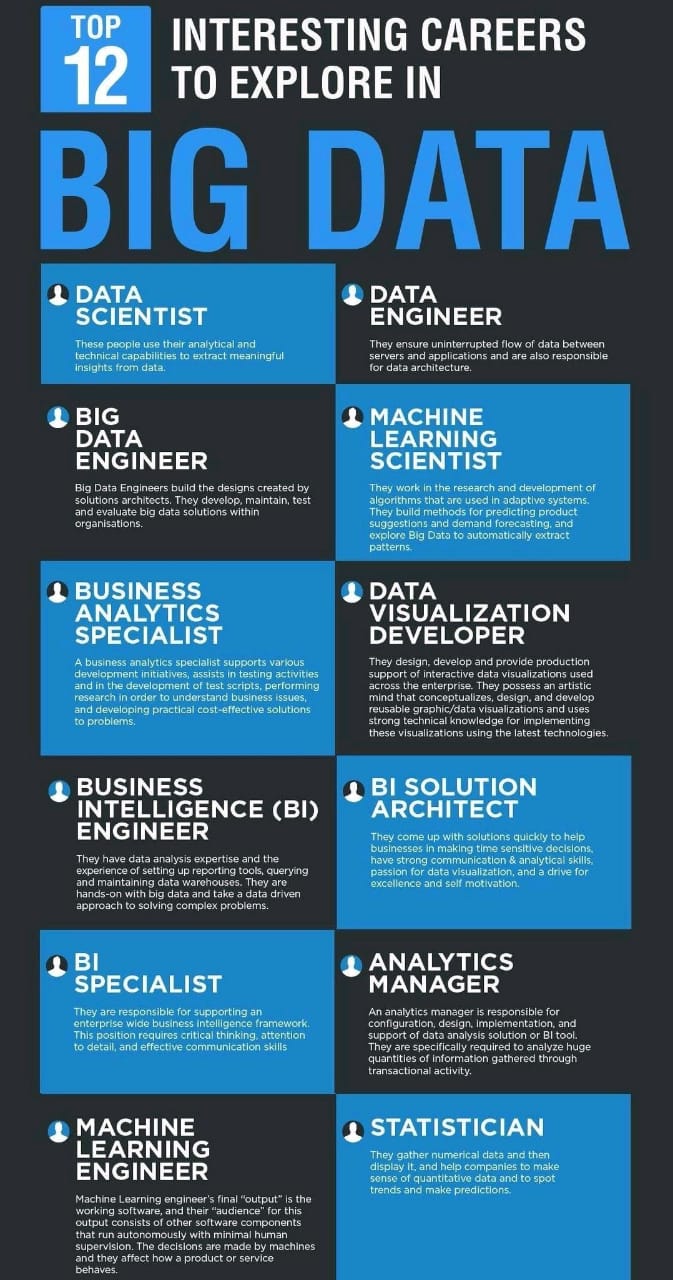 TOP
12
INTERESTING CAREERS
TO EXPLORE IN
BIG DATA
DATA
SCIENTIST
These people use their analytical and
technical capabilities to extract meaningful
insights from data.
DATA
ENGINEER
They ensure uninterrupted flow of data between
servers and applications and are also responsible
for data architecture.
BIG
DATA
ENGINEER
Big Data Engineers build the designs created by
solutions architects. They develop, maintain, test
and evaluate big data solutions within
organisations.
MACHINE
LEARNING
SCIENTIST
They work in the research and development of
algorithms that are used in adaptive systems.
They build methods for predicting product
suggestions and demand forecasting, and
explore Big Data to automatically extract
patterns.
BUSINESS
ANALYTICS
SPECIALIST
A business analytics specialist supports various
development initiatives, assists in testing activities
and in the development of test scripts, performing
research in order to understand business issues,
and developing practical cost-effective solutions
to problems.
DATA
VISUALIZATION
DEVELOPER
They design, develop and provide production
support of interactive data visualizations used
across the enterprise. They possess an artistic
mind that conceptualizes, design, and develop
reusable graphic/data visualizations and uses
strong technical knowledge for implementing
these visualizations using the latest technologies.
BUSINESS
INTELLIGENCE (BI)
ENGINEER
They have data analysis expertise and the
experience of setting up reporting tools, querying
and maintaining data warehouses. They are
hands-on with big data and take a data driven
approach to solving complex problems.
BI SOLUTION
ARCHITECT
They come up with solutions quickly to help
businesses in making time sensitive decisions,
have strong communication & analytical skills,
passion for data visualization, and a drive for
excellence and self motivation.
BI
SPECIALIST
They are responsible for supporting an
enterprise wide business intelligence framework.
This position requires critical thinking, attention
to detail, and effective communication skills
ANALYTICS
MANAGER
An analytics manager is responsible for
configuration, design, implementation, and
support of data analysis solution or BI tool.
They are specifically required to analyze huge
quantities of information gathered through
transactional activity.
MACHINE
LEARNING
ENGINEER
Machine Learning engineer's final "output" is the
working software, and their "audience" for this
output consists of other software components
that run autonomously with minimal human
supervision. The decisions are made by machines
and they affect how a product or service
behaves.
STATISTICIAN
They gather numerical data and then
display it, and help companies to make
sense of quantitative data and to spot
trends and make predictions.